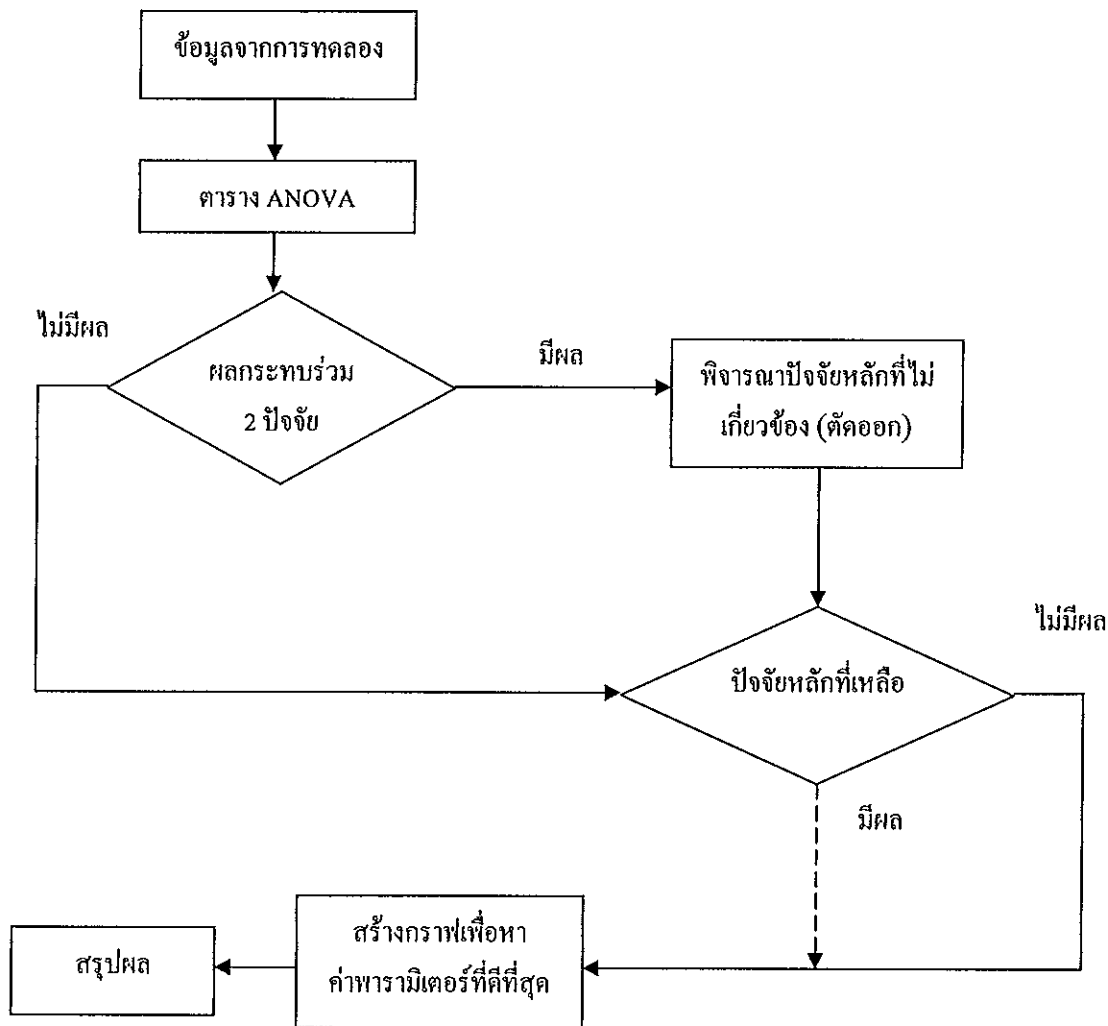 ข้อมูลจากการทดลอง
ตาราง ANOVA
ไม่มีผล
ผลกระทบร่วม
2 ปัจจัย
มีผล
พิจารณาปัจจัยหลักที่ไม่
เกี่ยวข้อง (ตัดออก)
ไม่มีผล
ปัจจัยหลักที่เหลือ
มีผล
สร้างกราฟเพื่อหา
ค่าพารามิเตอร์ที่ดีที่สุด
สรุปผล